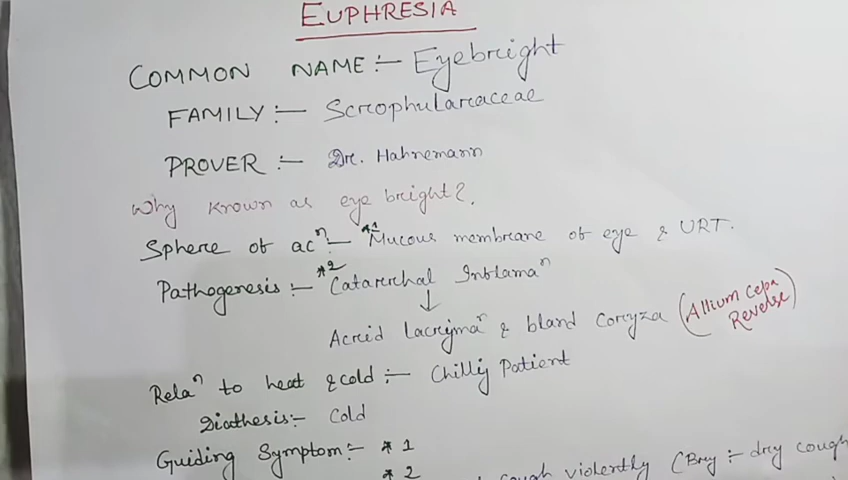 EUPHRESIA
COMMON NAME :- Eyebright
FAMILY :- Scrophulareaceae
PROVER :- Dr. Hahnemann
Why known as eye bright?
Sphere of acⁿ :- *1 Mucous membrane of eye & URT.
Pathogenesis :- *2 Catarrhal Inflamaⁿ
↓
Acrid lacrymaⁿ & bland coryza (Allium Cepa Reverse)
Relaⁿ to heat & cold :- Chilly Patient
Diathesis :- Cold
Guiding Symptom :- *1
*2 cough violently (Bry :- dry cough